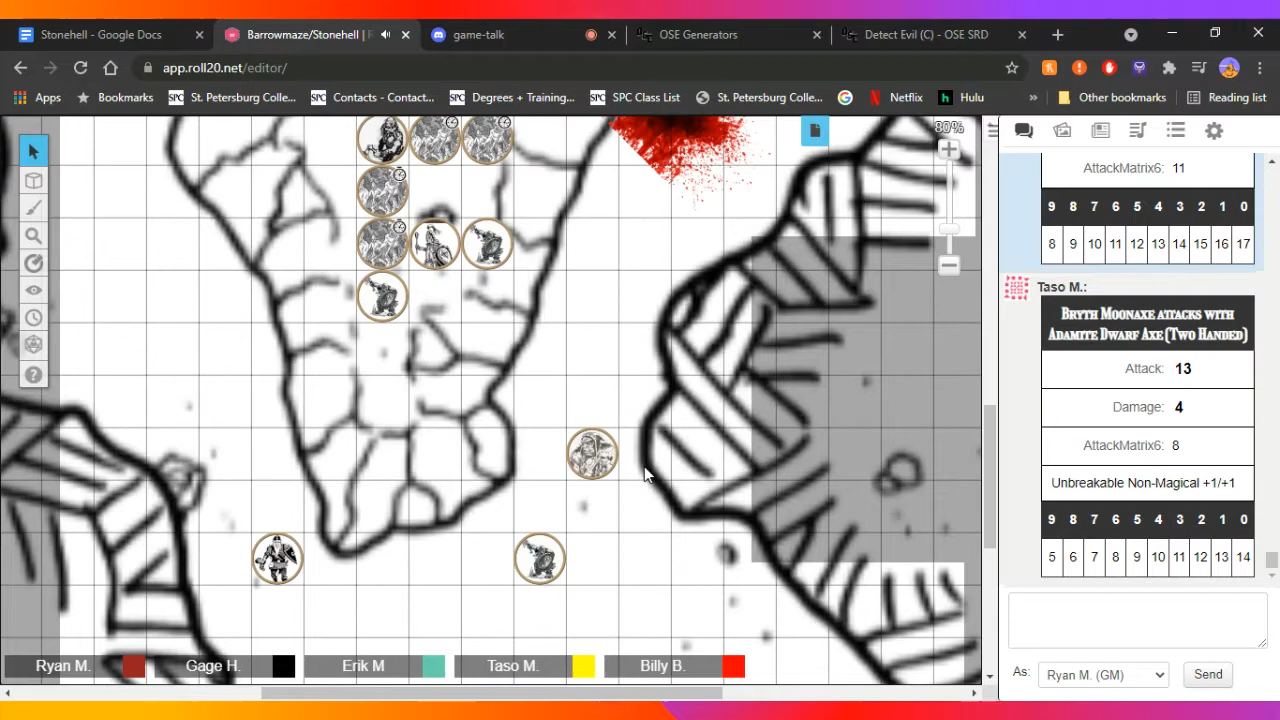 Stonehell - Google Docs
Barrowmaze/Stonehell | R
game-talk
OSE Generators
Detect Evil (C) - OSE SRD
app.roll20.net/editor/
Apps
Bookmarks
St. Petersburg Colle...
Contacts - Contact...
Degrees + Training...
SPC Class List
St. Petersburg Colle...
Netflix
Hulu
»
Other bookmarks
Reading list
80%
AttackMatrix6: 11
9 8 7 6 5 4 3 2 1 0
8 9 10 11 12 13 14 15 16 17
Taso M.:
Bryth Moonaxe attacks with
Adamite Dwarf Axe (Two Handed)
Attack: 13
Damage: 4
AttackMatrix6: 8
Unbreakable Non-Magical +1/+1
9 8 7 6 5 4 3 2 1 0
5 6 7 8 9 10 11 12 13 14
As: Ryan M. (GM)
Send
Ryan M.
Gage H.
Erik M
Taso M.
Billy B.